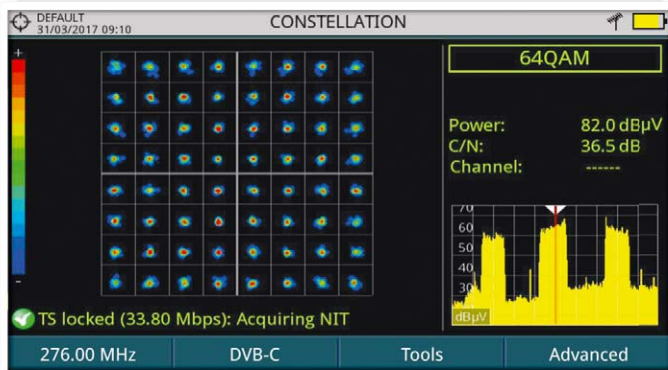 DEFAULT
31/03/2017 09:10
CONSTELLATION
+
-
64QAM
Power: 82.0 dBµV
C/N: 36.5 dB
Channel: ------
70
60
50
40
30
dBµV
TS locked (33.80 Mbps): Acquiring NIT
276.00 MHz
DVB-C
Tools
Advanced